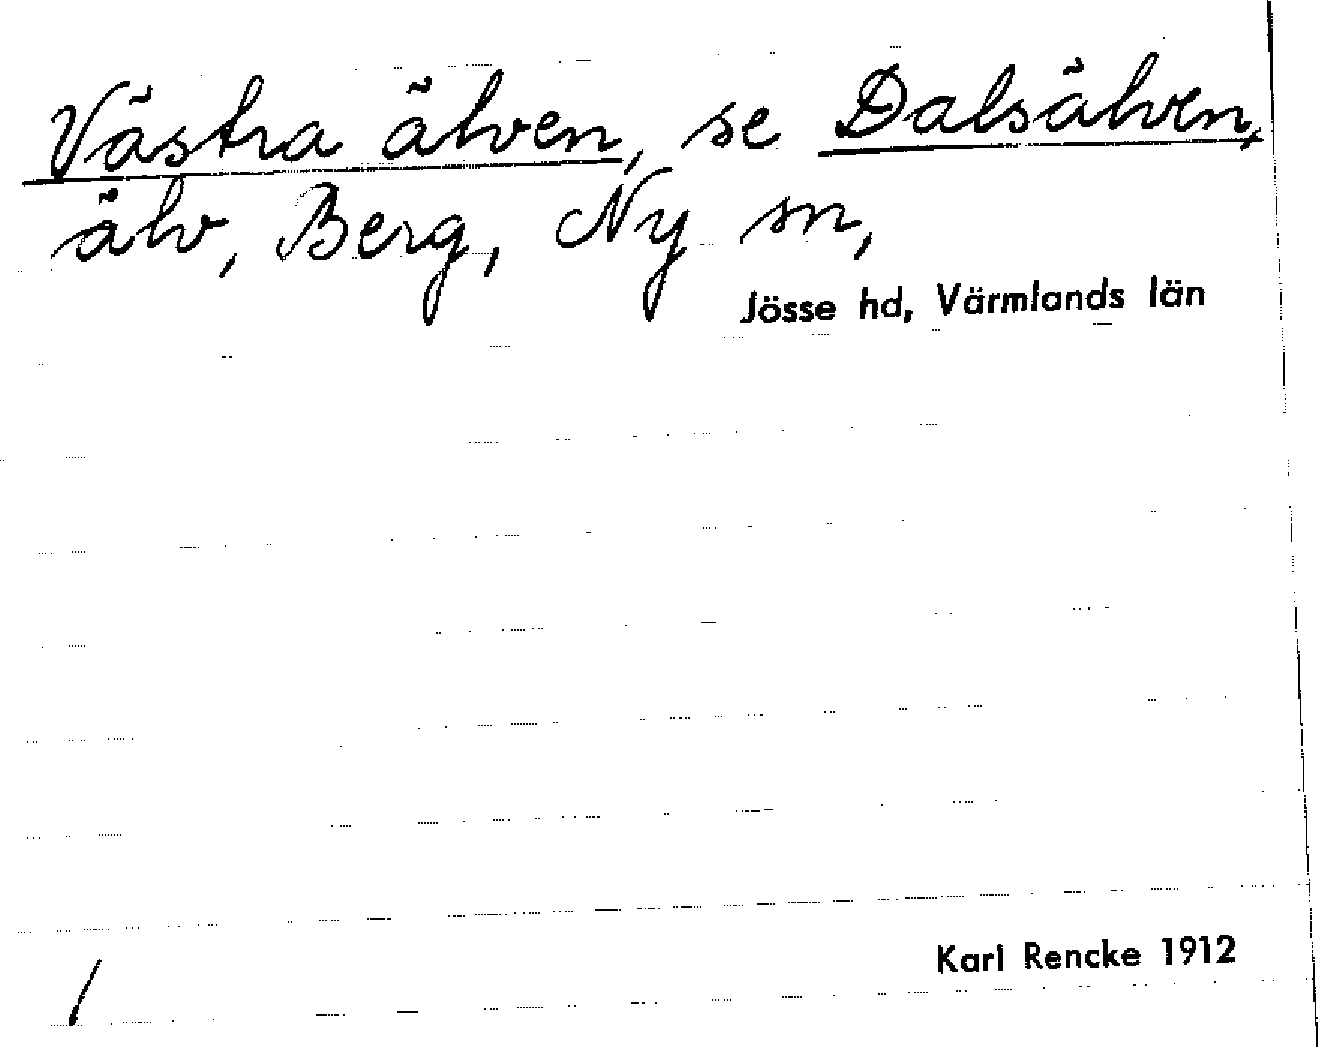 Västra älven, se Dalsälven,
älv, Berg, Ny sn,
Jösse hd, Värmlands län
Karl Rencke 1912
/